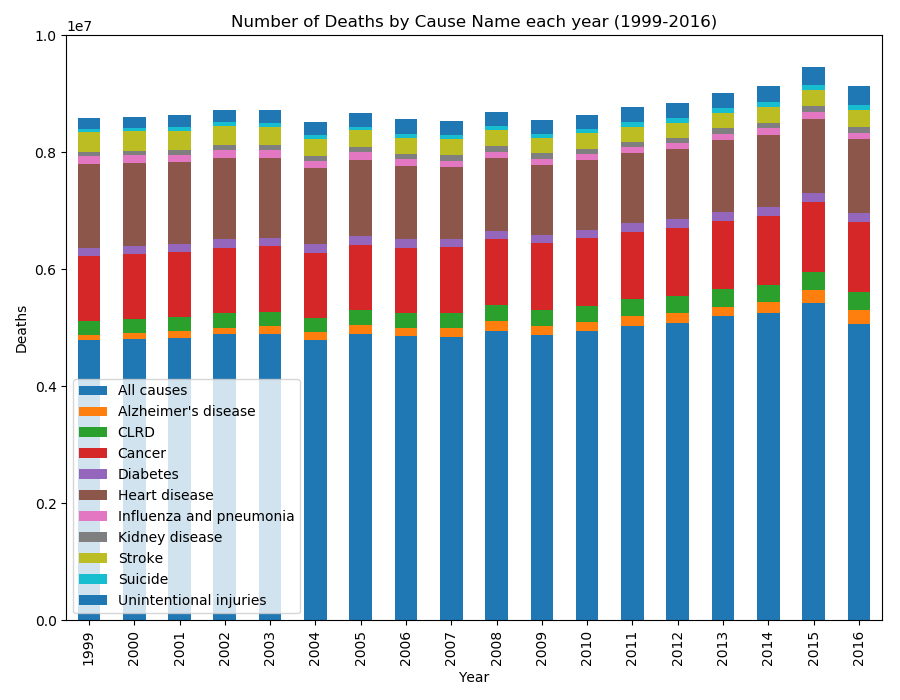 Number of Deaths by Cause Name each year (1999-2016)
1e7
1.0
0.8
0.6
0.4
0.2
0.0
Deaths
All causes
Alzheimer's disease
CLRD
Cancer
Diabetes
Heart disease
Influenza and pneumonia
Kidney disease
Stroke
Suicide
Unintentional injuries
1999 2000 2001 2002 2003 2004 2005 2006 2007 2008 2009 2010 2011 2012 2013 2014 2015 2016
Year